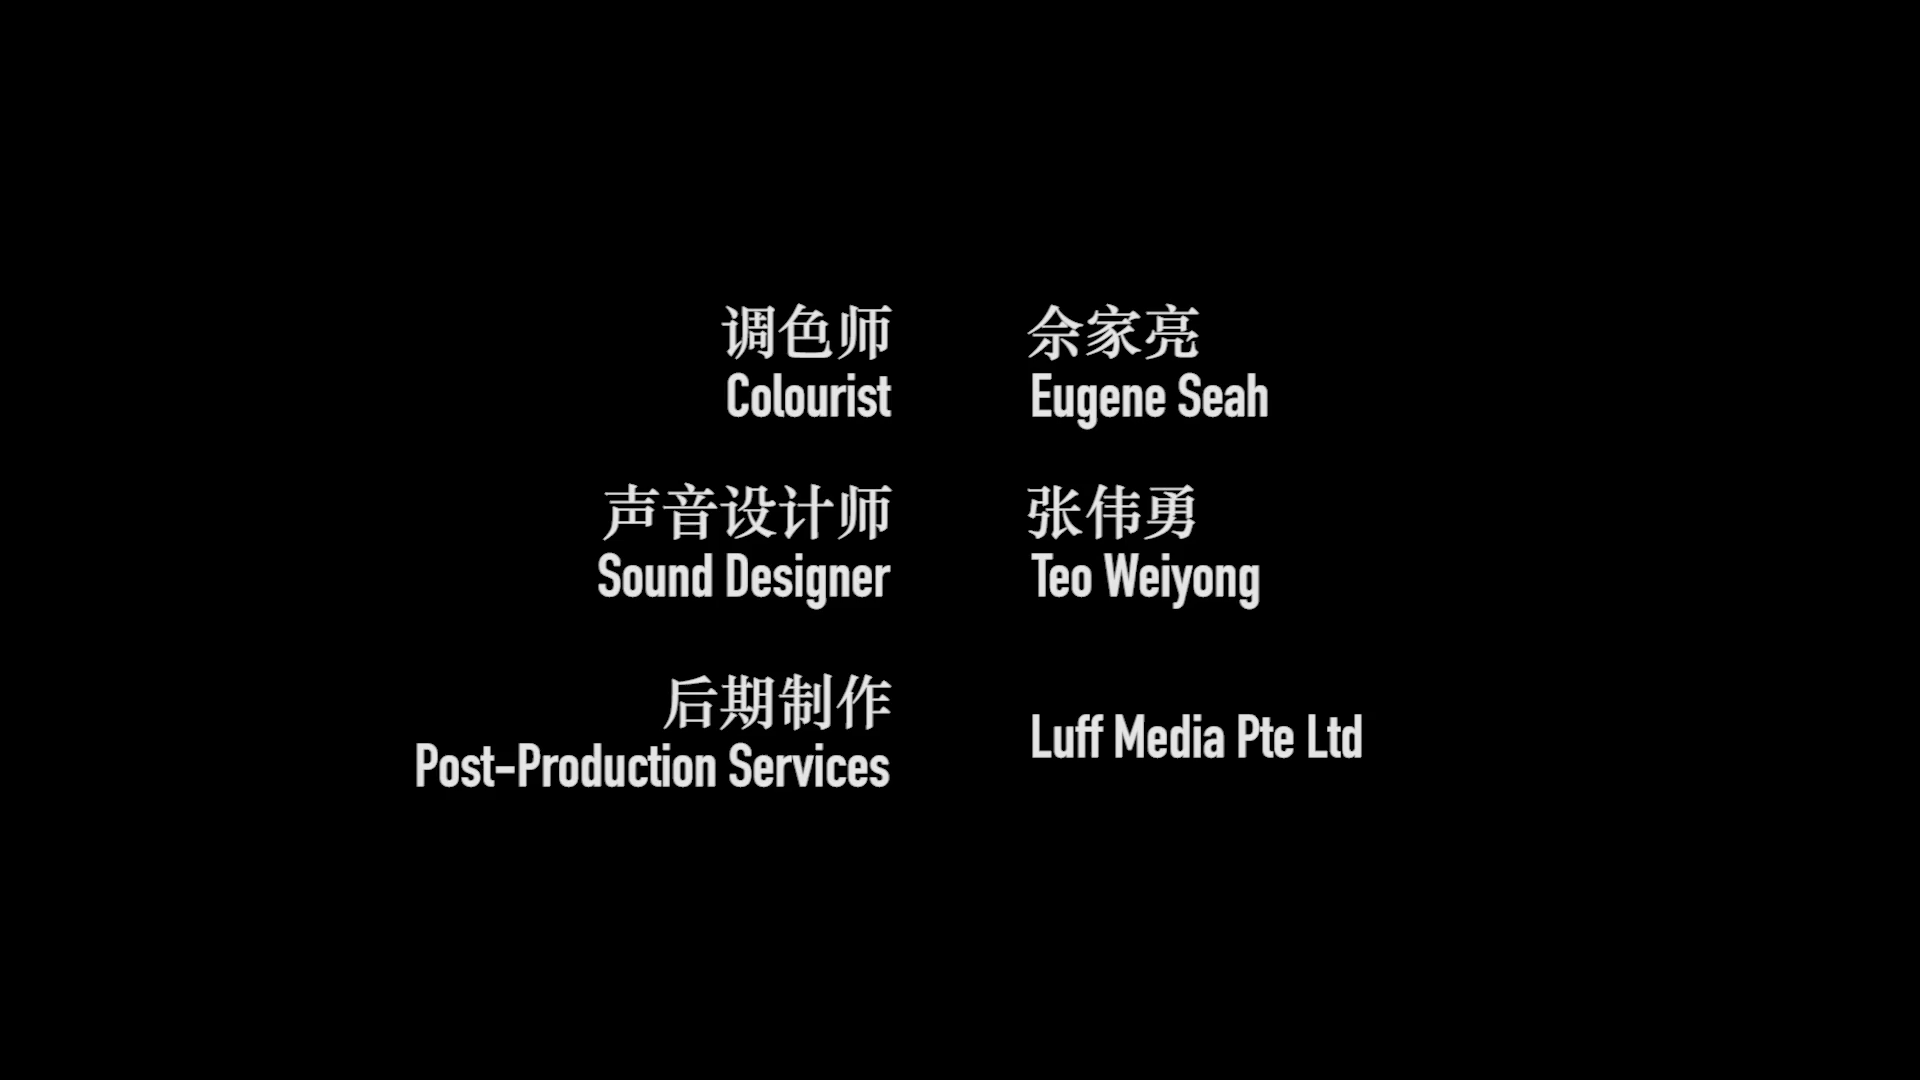 调色师 佘家亮
Colourist Eugene Seah
声音设计师 张伟勇
Sound Designer Teo Weiyong
后期制作
Post-Production Services Luff Media Pte Ltd